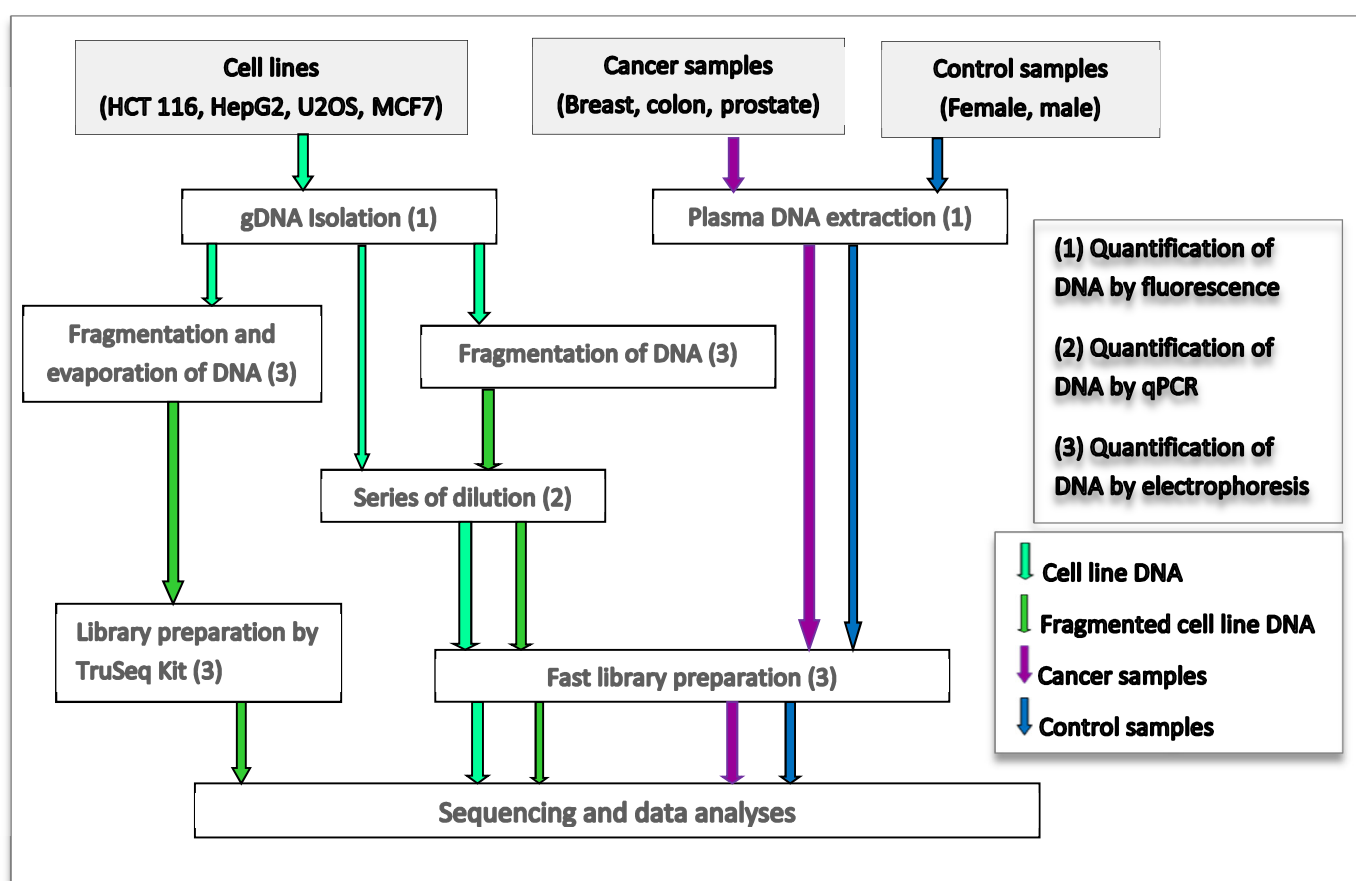 Cell lines
(HCT 116, HepG2, U2OS, MCF7)
Cancer samples
(Breast, colon, prostate)
Control samples
(Female, male)
gDNA Isolation (1)
Plasma DNA extraction (1)
Fragmentation and
evaporation of DNA (3)
Fragmentation of DNA (3)
Series of dilution (2)
Library preparation by
TruSeq Kit (3)
Fast library preparation (3)
Sequencing and data analyses
(1) Quantification of
DNA by fluorescence
(2) Quantification of
DNA by qPCR
(3) Quantification of
DNA by electrophoresis
Cell line DNA
Fragmented cell line DNA
Cancer samples
Control samples